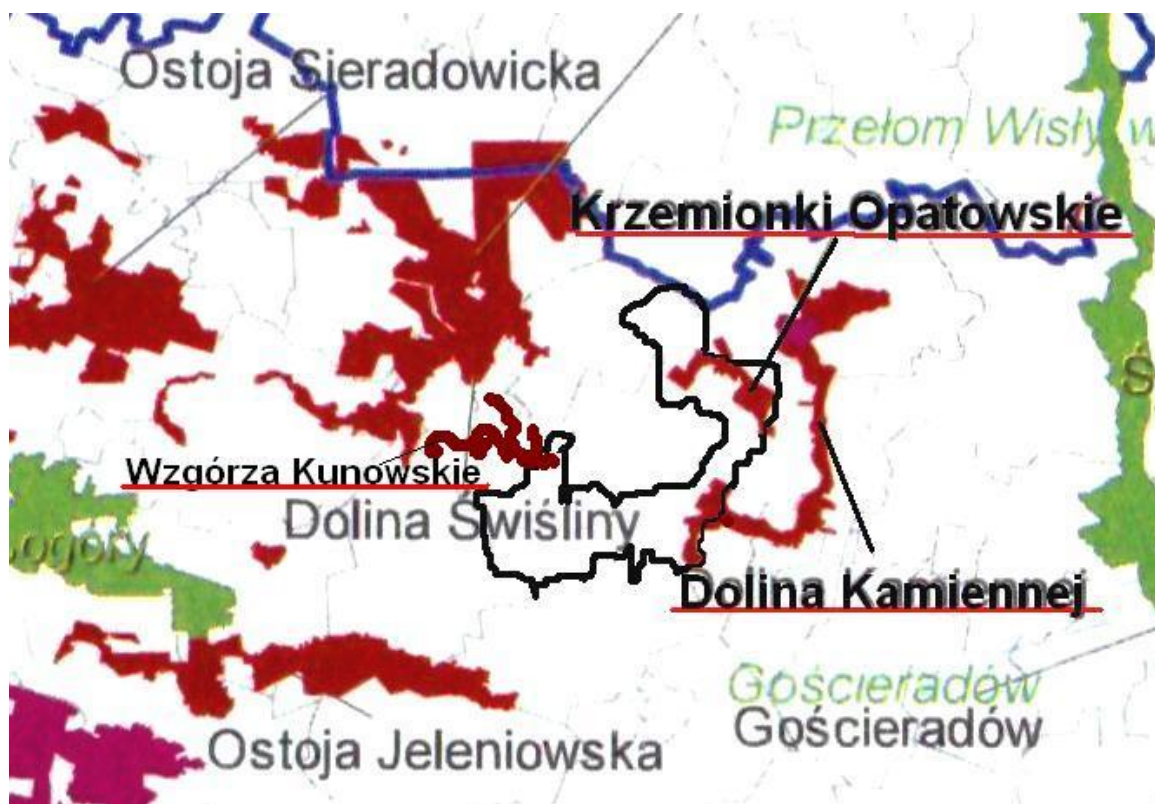 Ostoja Sieradowicka
Przełom Wisły w
Krzemionki Opatowskie
Wzgórza Kunowskie
Dolina Świśliny
Dolina Kamiennej
Gościeradów
Gościeradów
Ostoja Jeleniowska